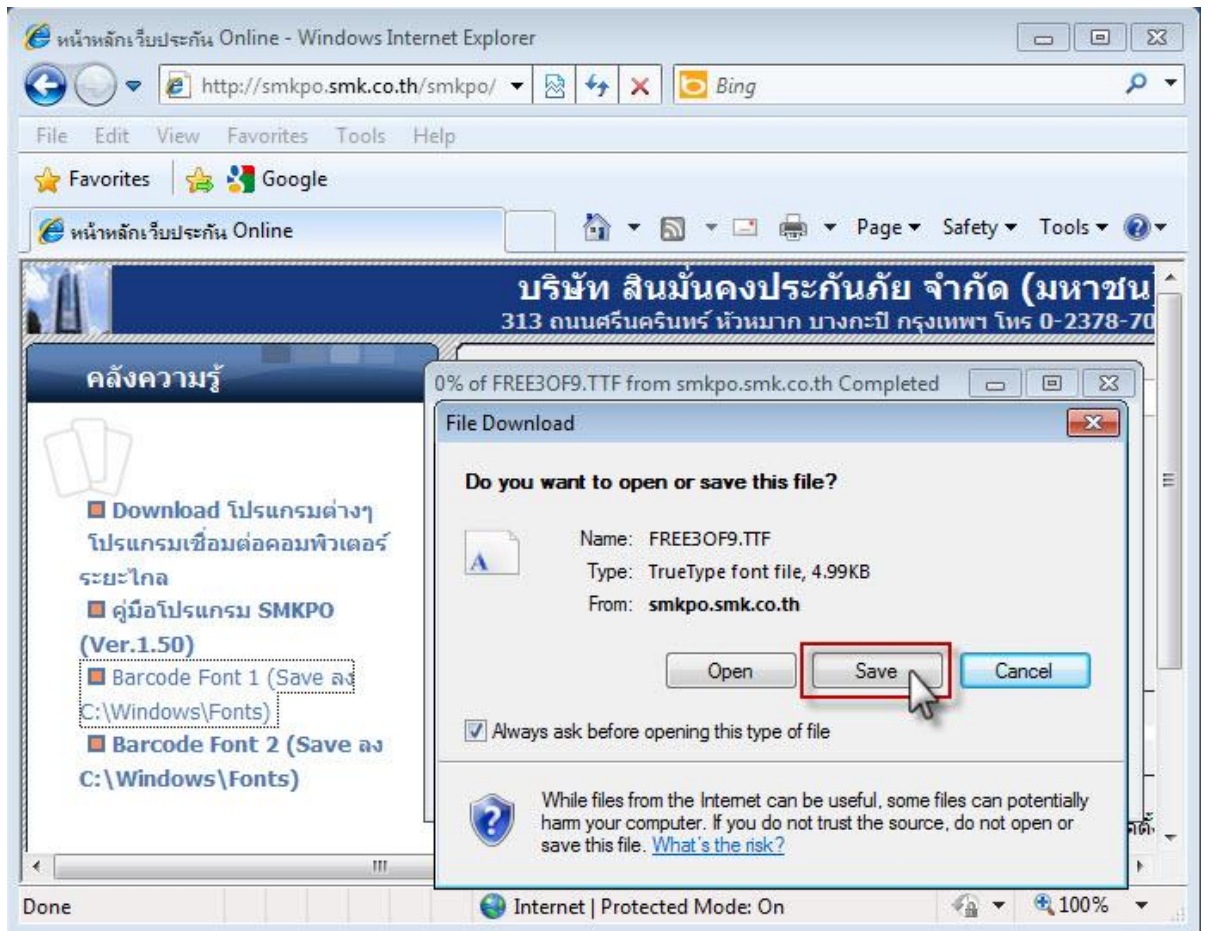 หน้าหลักเว็บประกัน Online - Windows Internet Explorer
http://smkpo.smk.co.th/smkpo/
Bing
File Edit View Favorites Tools Help
Favorites Google
หน้าหลักเว็บประกัน Online
Page Safety Tools
บริษัท สินมั่นคงประกันภัย จำกัด (มหาชน
313 ถนนศรีนครินทร์ หัวหมาก บางกะปิ กรุงเทพฯ โทร 0-2378-70
คลังความรู้
Download โปรแกรมต่างๆ
โปรแกรมเชื่อมต่อคอมพิวเตอร์
ระยะไกล
คู่มือโปรแกรม SMKPO
(Ver.1.50)
Barcode Font 1 (Save ลง
C:\Windows\Fonts)
Barcode Font 2 (Save ลง
C:\Windows\Fonts)
0% of FREE3OF9.TTF from smkpo.smk.co.th Completed
File Download
Do you want to open or save this file?
Name: FREE3OF9.TTF
Type: TrueType font file, 4.99KB
From: smkpo.smk.co.th
Open Save Cancel
Always ask before opening this type of file
While files from the Internet can be useful, some files can potentially
harm your computer. If you do not trust the source, do not open or
save this file. What's the risk?
Done
Internet | Protected Mode: On
100%